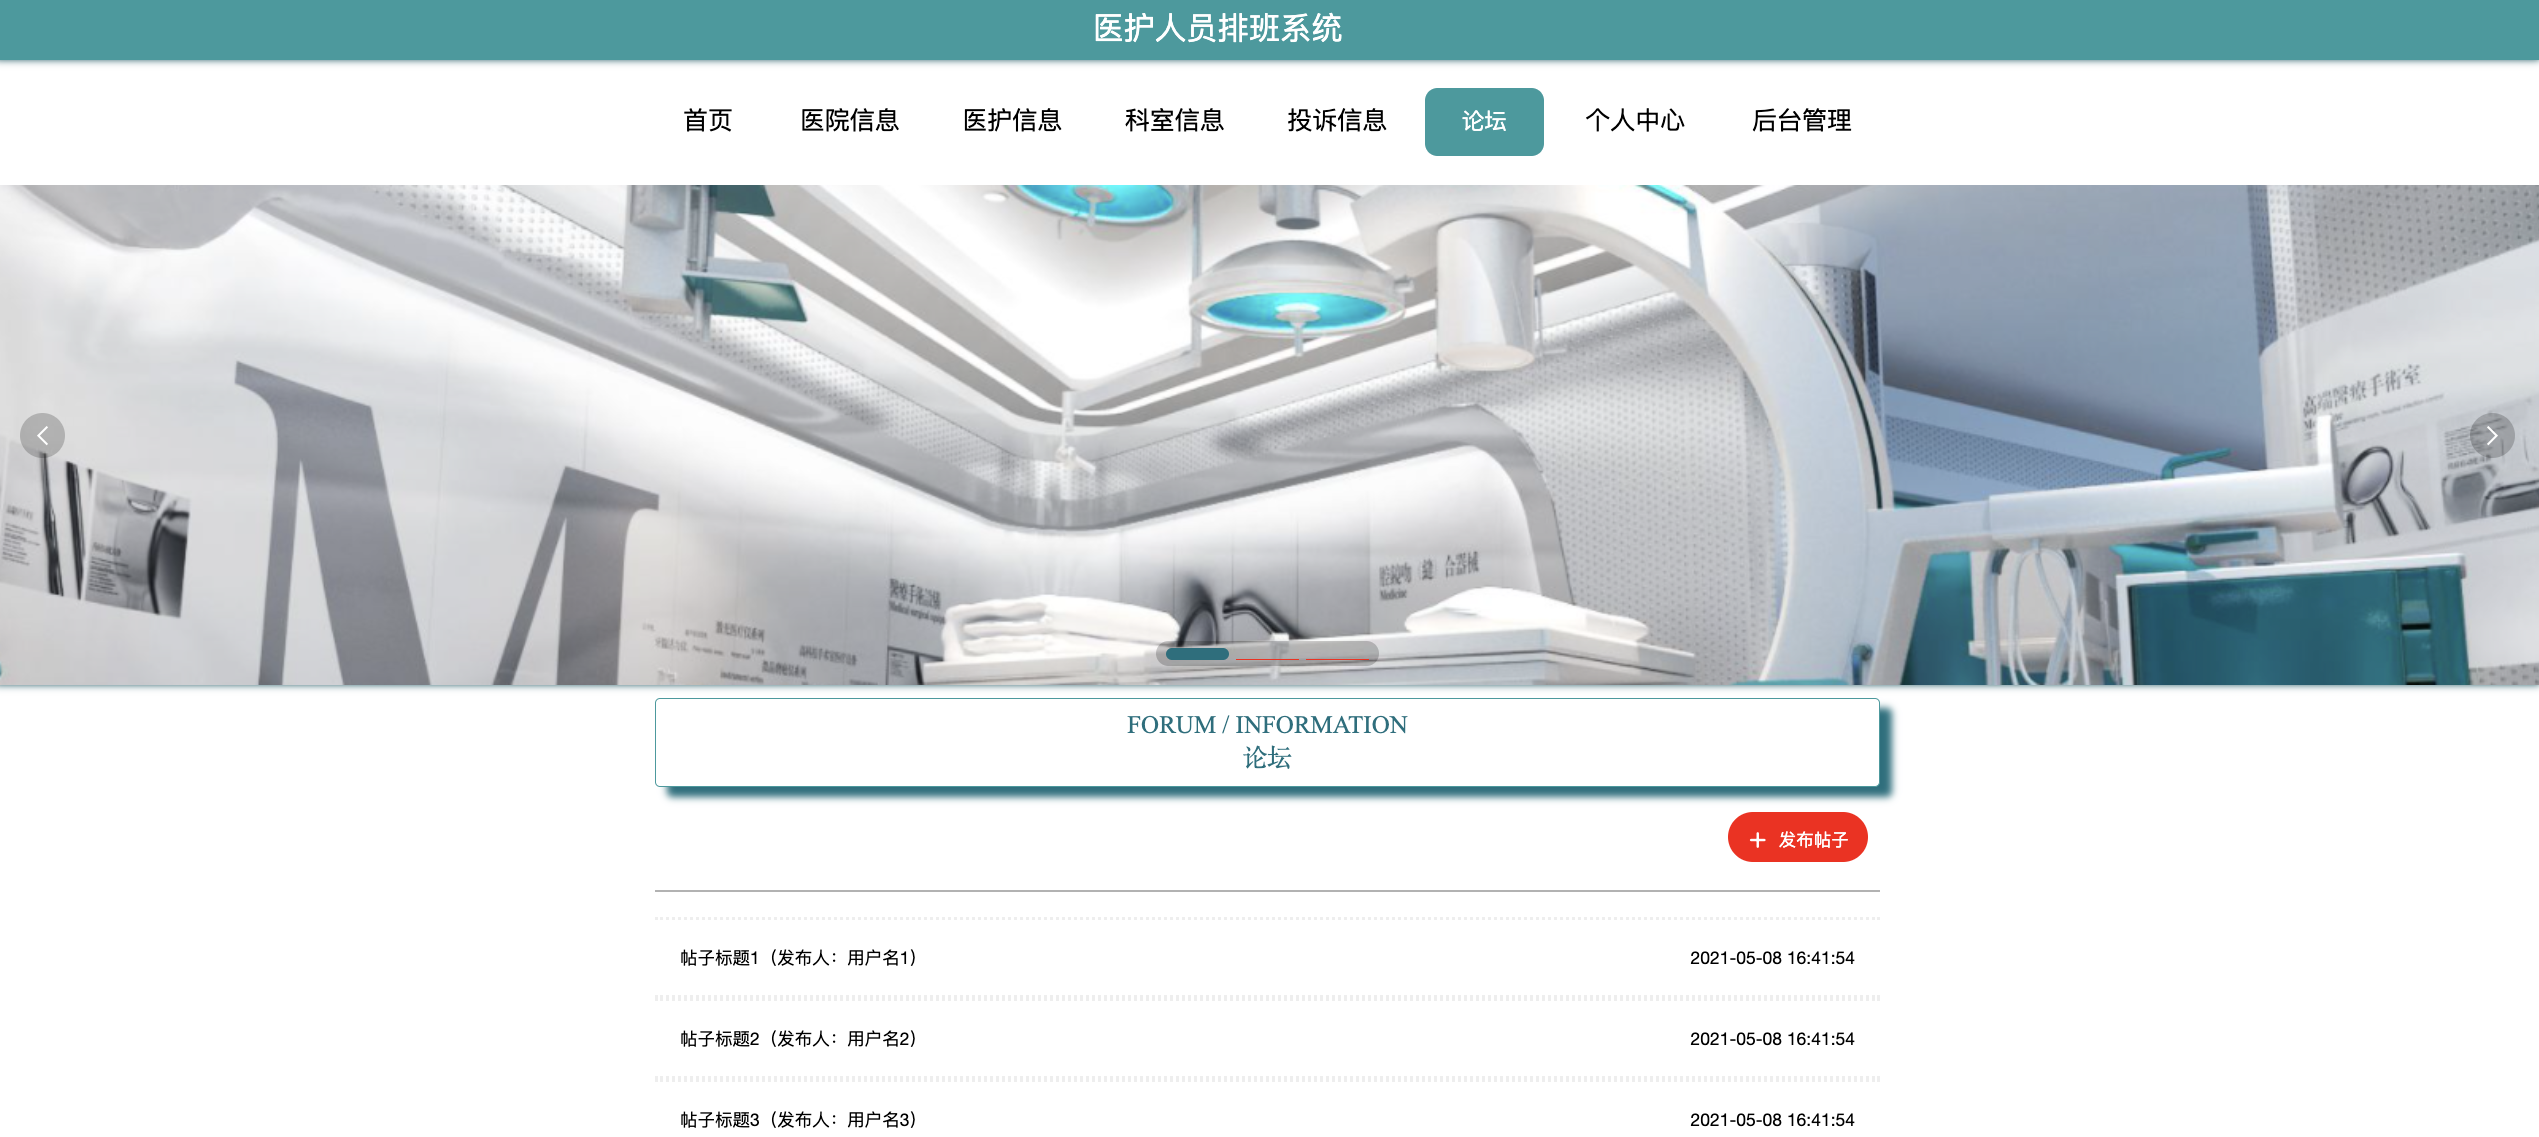 医护人员排班系统
首页 医院信息 医护信息 科室信息 投诉信息 论坛 个人中心 后台管理
高端醫療手術室
Medicine
FORUM / INFORMATION
论坛
+ 发布帖子
帖子标题1（发布人：用户名1） 2021-05-08 16:41:54
帖子标题2（发布人：用户名2） 2021-05-08 16:41:54
帖子标题3（发布人：用户名3） 2021-05-08 16:41:54